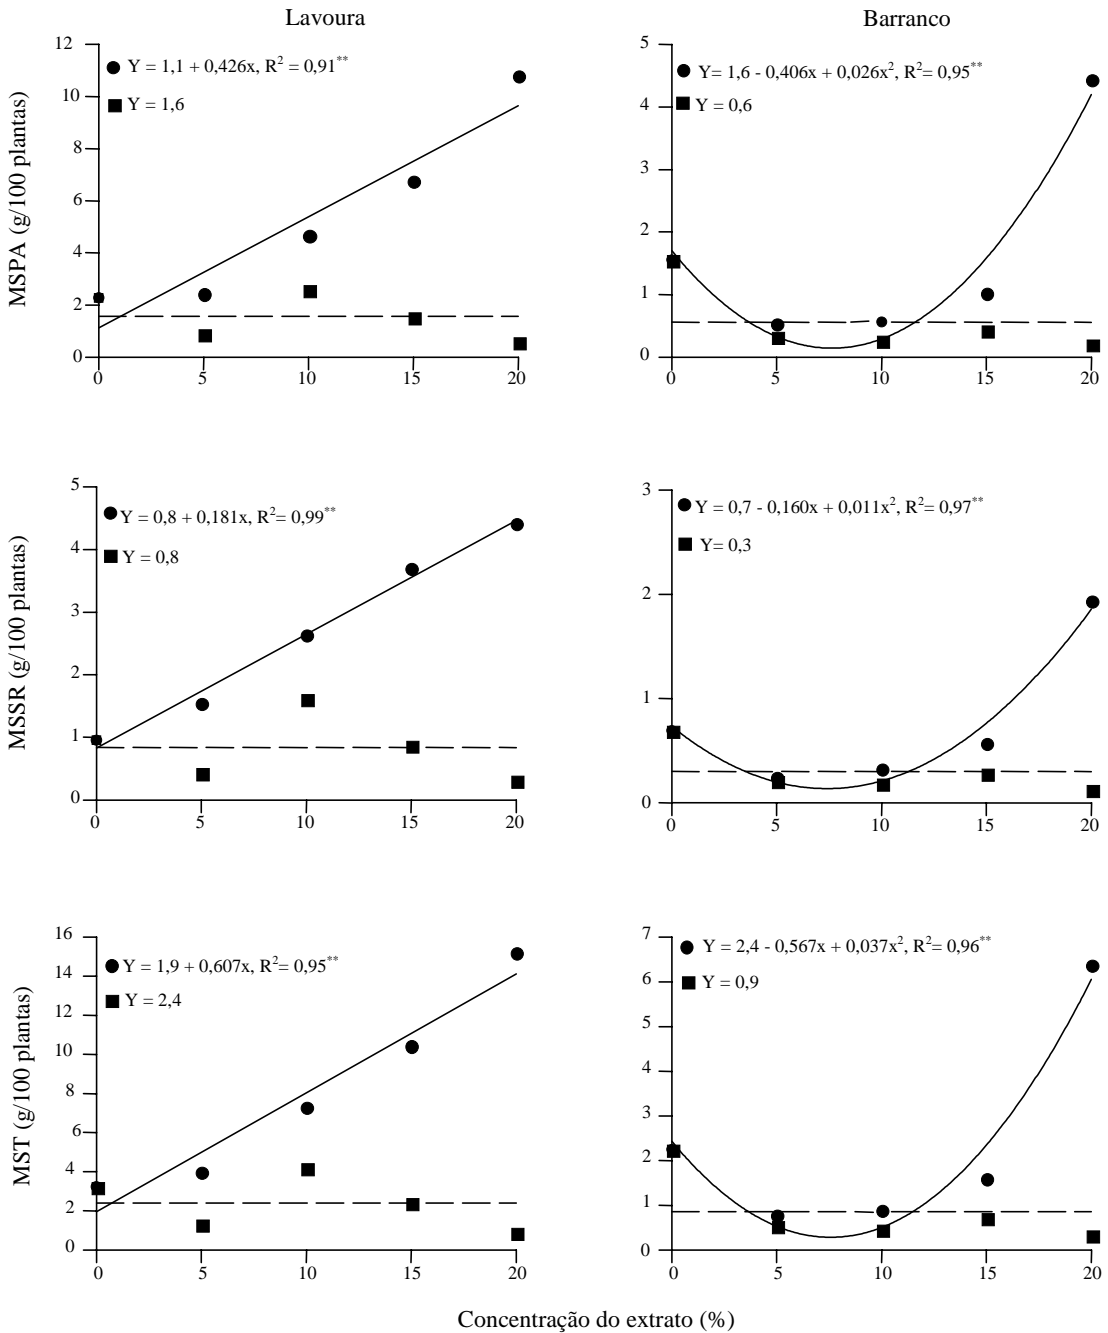 Lavoura
Barranco
MSPA (g/100 plantas)
12
10
8
6
4
2
0
0 5 10 15 20
Y = 1,1 + 0,426x, R² = 0,91**
Y = 1,6
5
4
3
2
1
0
0 5 10 15 20
Y= 1,6 - 0,406x + 0,026x², R²= 0,95**
Y = 0,6
MSSR (g/100 plantas)
5
4
3
2
1
0
0 5 10 15 20
Y = 0,8 + 0,181x, R²= 0,99**
Y = 0,8
3
2
1
0
0 5 10 15 20
Y = 0,7 - 0,160x + 0,011x², R²= 0,97**
Y= 0,3
MST (g/100 plantas)
16
14
12
10
8
6
4
2
0
0 5 10 15 20
Y = 1,9 + 0,607x, R²= 0,95**
Y = 2,4
7
6
5
4
3
2
1
0
0 5 10 15 20
Y = 2,4 - 0,567x + 0,037x², R²= 0,96**
Y = 0,9
Concentração do extrato (%)